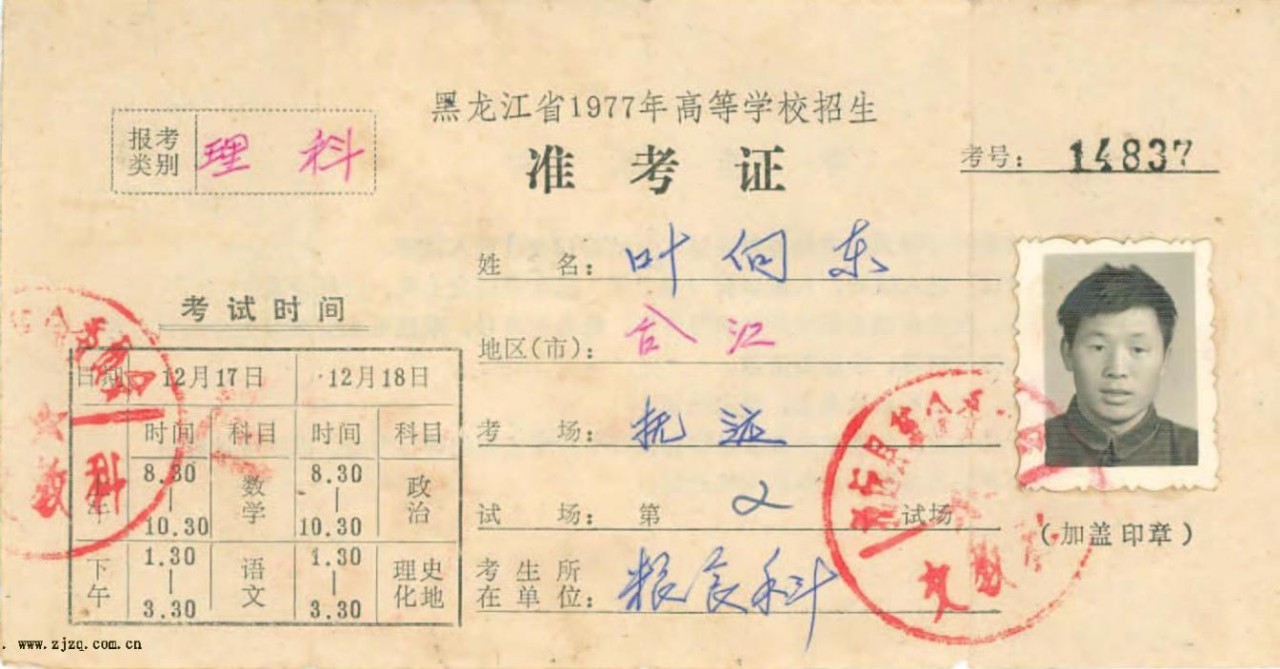 黑龙江省1977年高等学校招生
准考证
报考类别
理科
考号: 14837
姓名: 叶向东
地区(市): 合江
考场: 抚远
试场: 第 2 试场
考生所在单位: 粮食科
(加盖印章)
考试时间
日期 12月17日 12月18日
时间 科目 时间 科目
上午 8.30—10.30 数学 8.30—10.30 政治
下午 1.30—3.30 语文 1.30—3.30 理化 史地
文教科
www.zjzq.com.cn